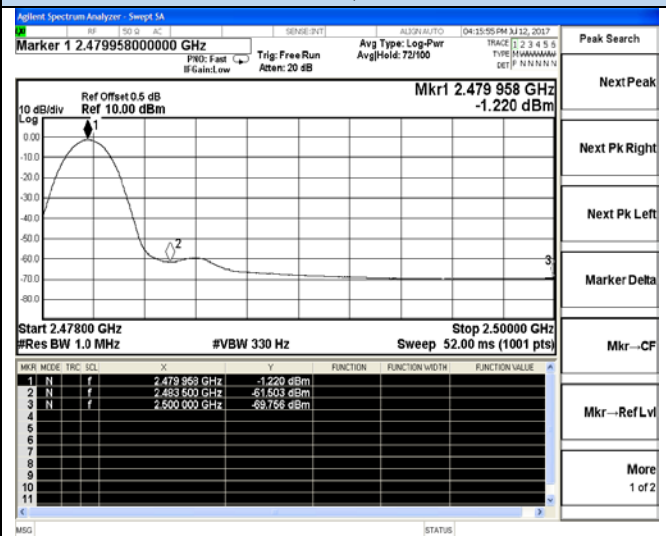 Agilent Spectrum Analyzer - Swept SA
RF 50 Ω AC SENSE:INT ALIGN AUTO 04:15:55 PM Jul 12, 2017
Marker 1 2.479958000000 GHz
PNO: Fast Trig: Free Run
IFGain:Low Atten: 20 dB
Avg Type: Log-Pwr
Avg|Hold: 72/100
TRACE 1 2 3 4 5 6
TYPE
DET P N N N N N
Peak Search
Mkr1 2.479 958 GHz
-1.220 dBm
Ref Offset 0.5 dB
10 dB/div Ref 10.00 dBm
Log
1
0.00
-10.0
-20.0
-30.0
-40.0
2
3
-60.0
-70.0
-80.0
Start 2.47800 GHz Stop 2.50000 GHz
#Res BW 1.0 MHz #VBW 330 Hz Sweep 52.00 ms (1001 pts)
MKR MODE TRC SCL X Y FUNCTION FUNCTION WIDTH FUNCTION VALUE
1 N f 2.479 958 GHz -1.220 dBm
2 N f 2.483 500 GHz -61.503 dBm
3 N f 2.500 000 GHz -69.756 dBm
4
5
6
7
8
9
10
11
MSG STATUS
Next Peak
Next Pk Right
Next Pk Left
Marker Delta
Mkr→CF
Mkr→Ref Lvl
More
1 of 2